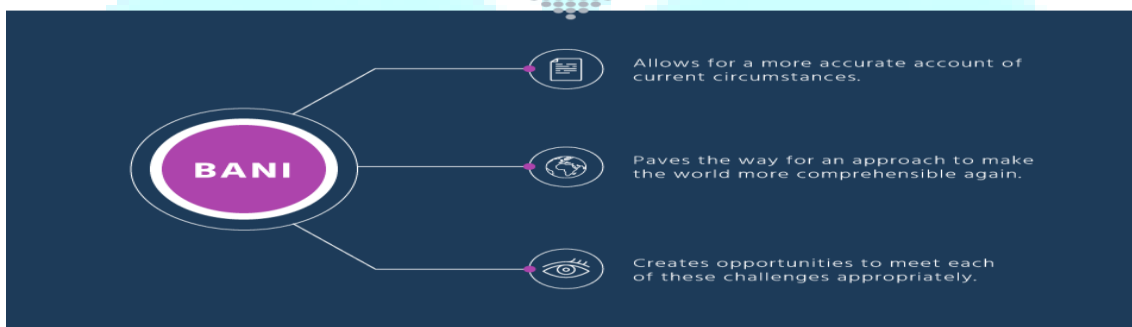 BANI
Allows for a more accurate account of
current circumstances.
Paves the way for an approach to make
the world more comprehensible again.
Creates opportunities to meet each
of these challenges appropriately.